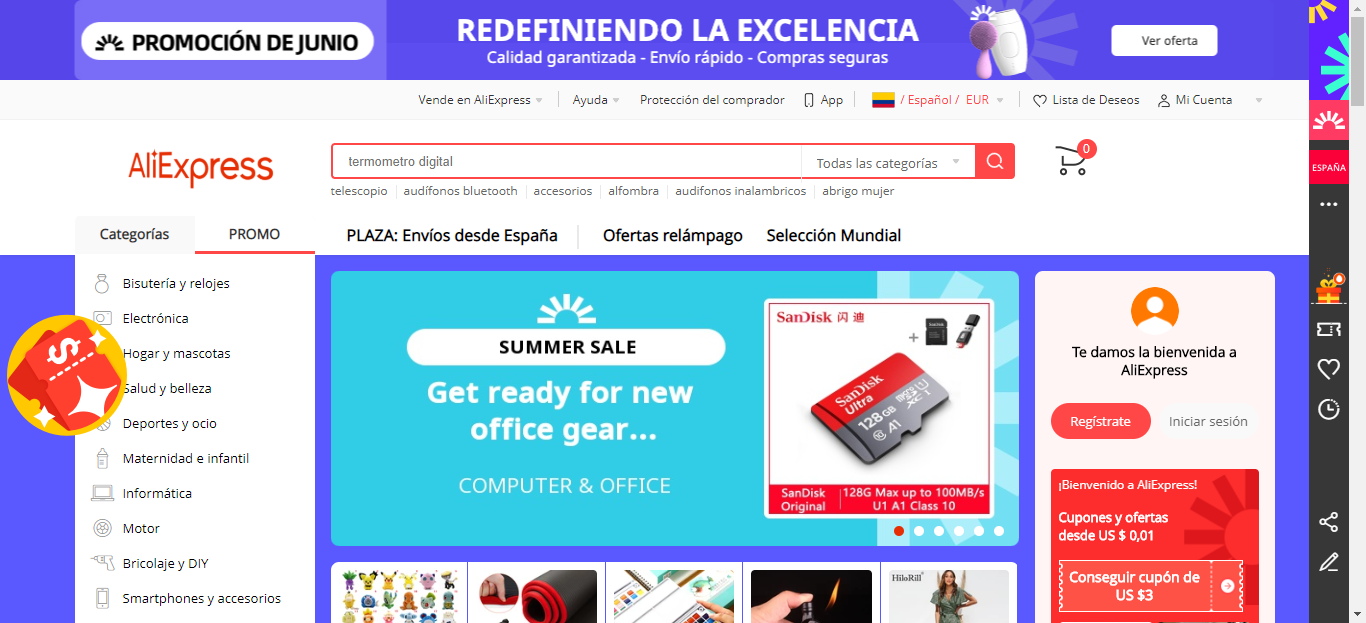 PROMOCIÓN DE JUNIO
REDEFINIENDO LA EXCELENCIA
Calidad garantizada - Envío rápido - Compras seguras
Ver oferta
Vende en AliExpress
Ayuda
Protección del comprador
App
/ Español / EUR
Lista de Deseos
Mi Cuenta
AliExpress
termometro digital
Todas las categorías
0
ESPAÑA
telescopio
audífonos bluetooth
accesorios
alfombra
audifonos inalambricos
abrigo mujer
Categorías
PROMO
PLAZA: Envíos desde España
Ofertas relámpago
Selección Mundial
Bisutería y relojes
Electrónica
Hogar y mascotas
Salud y belleza
Deportes y ocio
Maternidad e infantil
Informática
Motor
Bricolaje y DIY
Smartphones y accesorios
$
SUMMER SALE
Get ready for new
office gear...
COMPUTER & OFFICE
SanDisk 闪迪
+
SanDisk
Ultra
128GB
microSD
XC I
A1
SanDisk
Original
128G Max up to 100MB/s
U1 A1 Class 10
Te damos la bienvenida a
AliExpress
Regístrate
Iniciar sesión
¡Bienvenido a AliExpress!
Cupones y ofertas
desde US $ 0,01
Conseguir cupón de
US $3
HiloRill